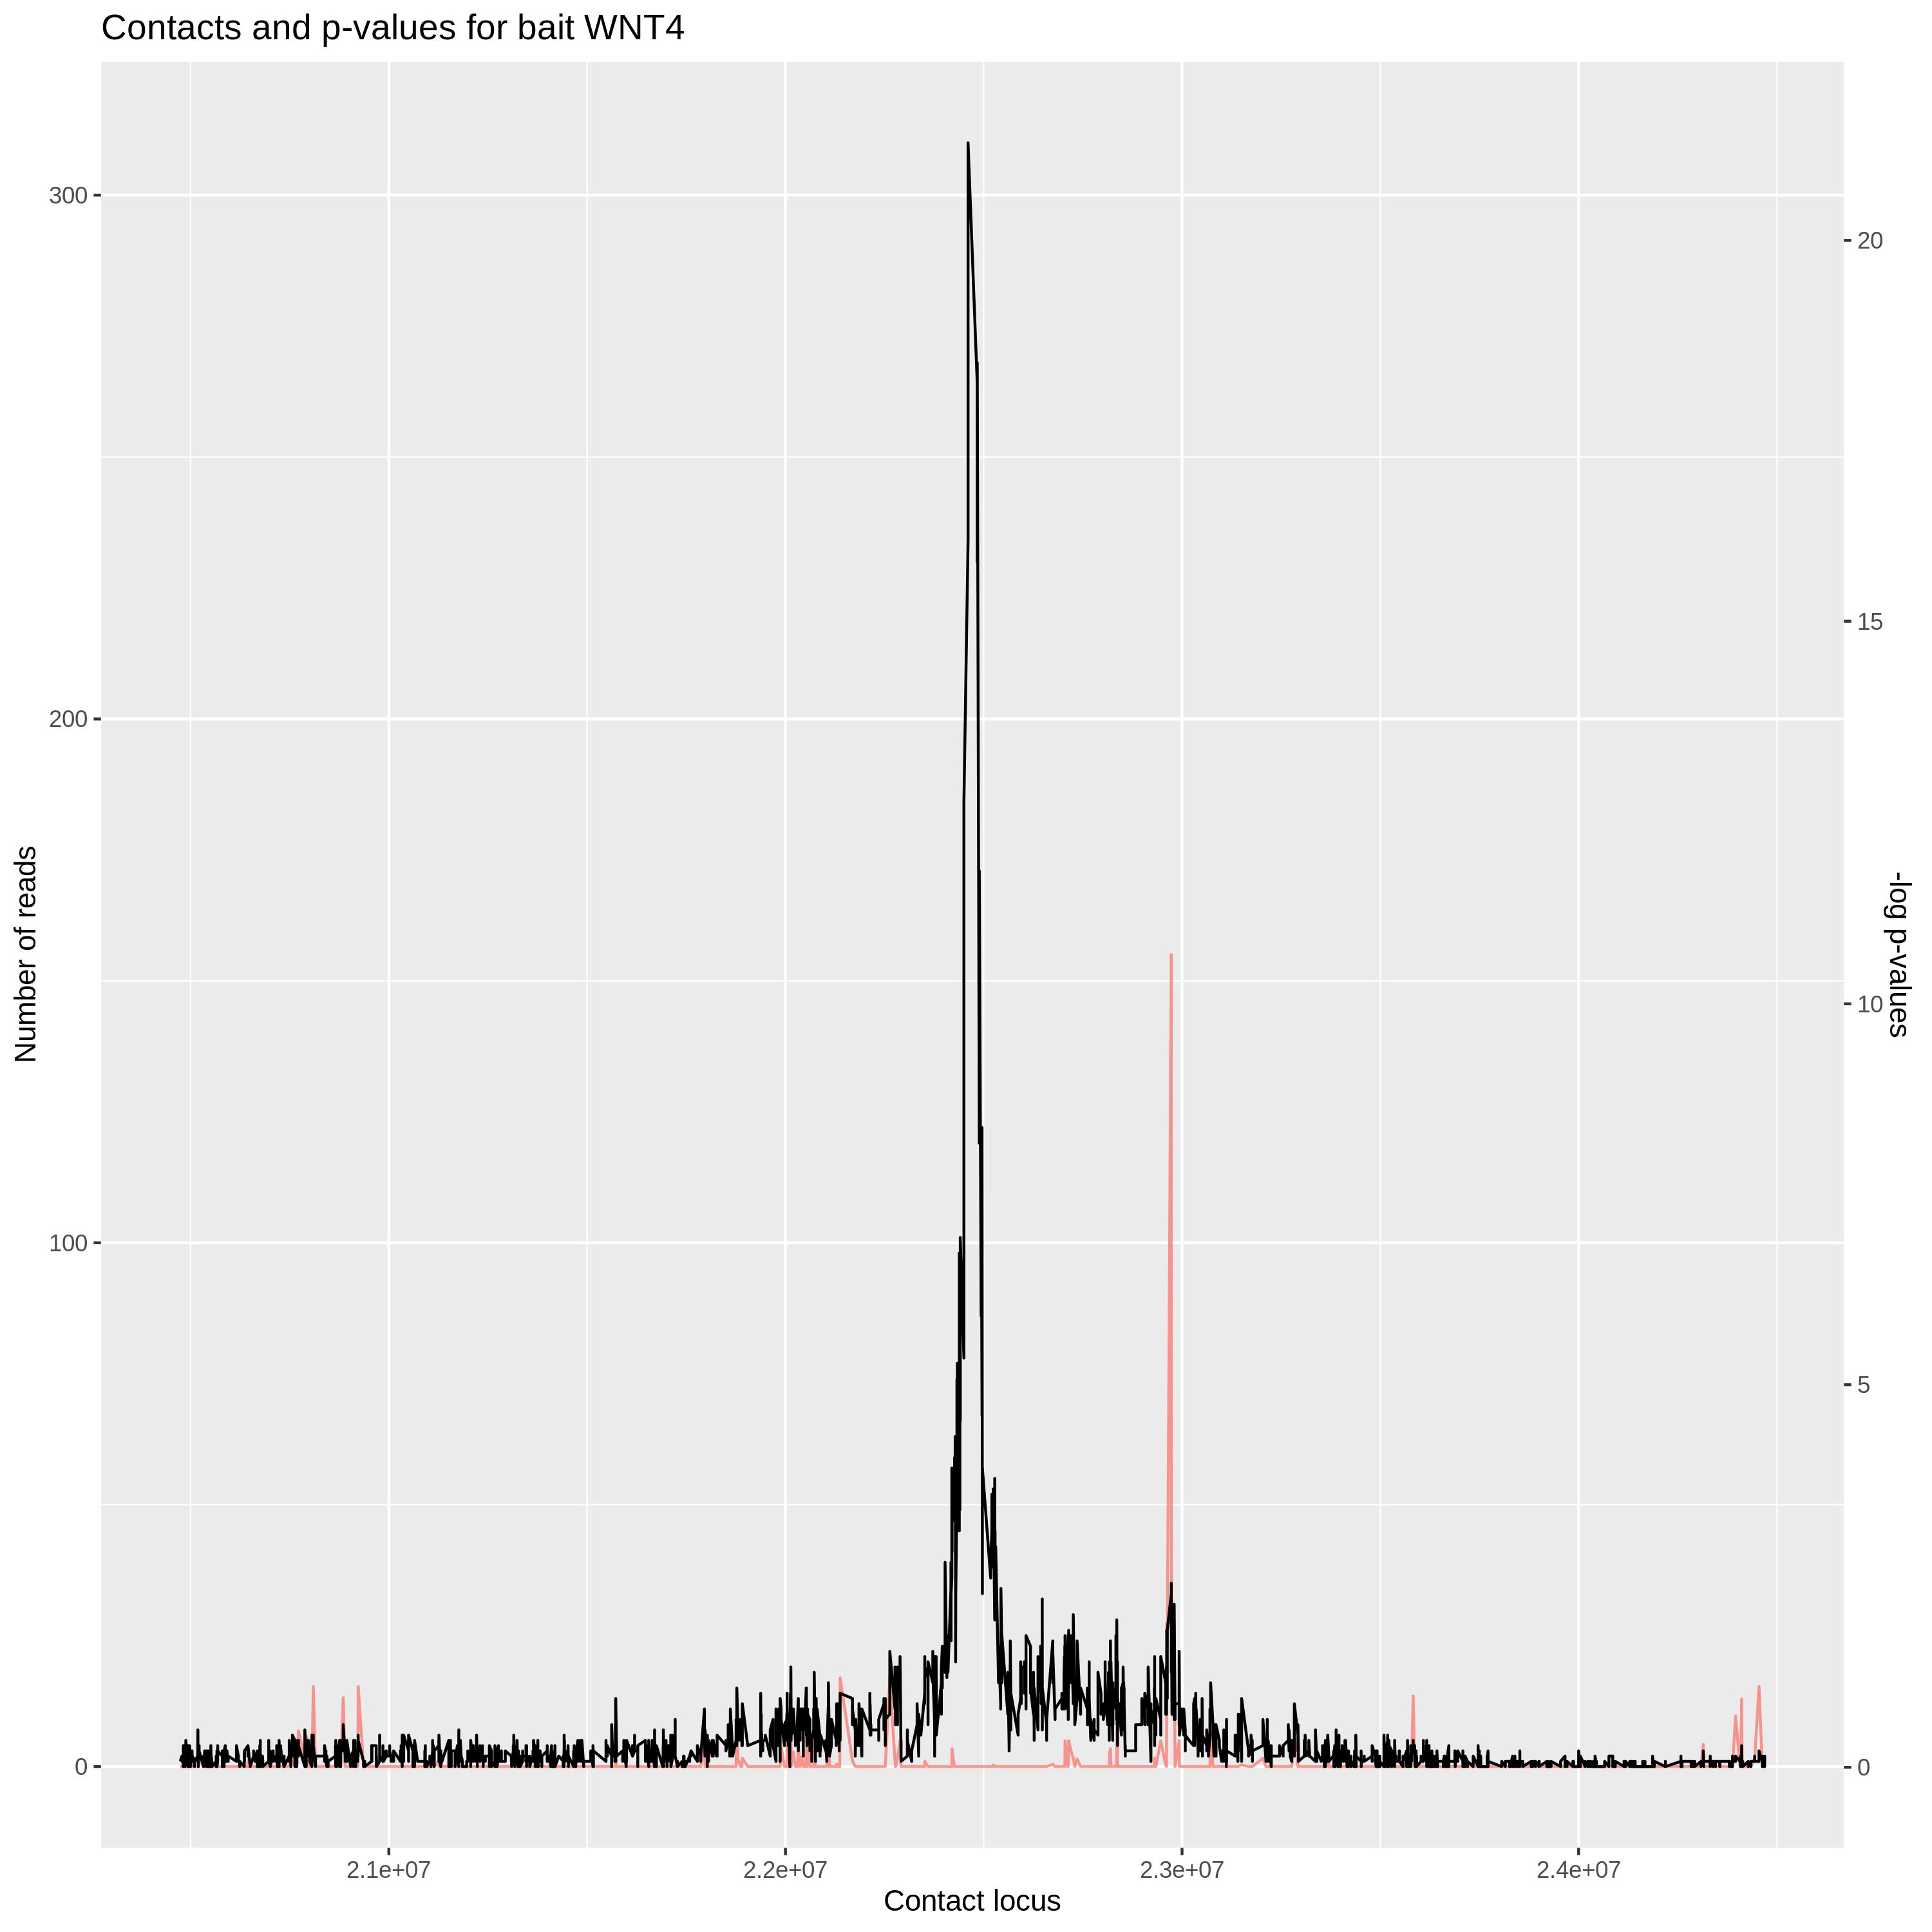 Contacts and p-values for bait WNT4
300
200
100
0
Number of reads
20
15
10
5
0
-log p-values
2.1e+07
2.2e+07
2.3e+07
2.4e+07
Contact locus